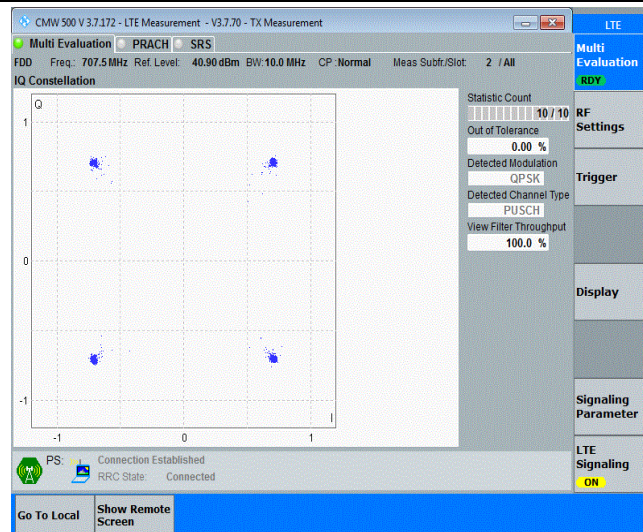 CMW 500 V 3.7.172 - LTE Measurement - V3.7.70 - TX Measurement
LTE
Multi Evaluation PRACH SRS
FDD Freq.: 707.5 MHz Ref. Level: 40.90 dBm BW: 10.0 MHz CP : Normal Meas Subfr./Slot: 2 / All
IQ Constellation
Q
1
0
-1
-1 0 1
I
Statistic Count
10 / 10
Out of Tolerance
0.00 %
Detected Modulation
QPSK
Detected Channel Type
PUSCH
View Filter Throughput
100.0 %
Multi
Evaluation
RDY
RF
Settings
Trigger
Display
Signaling
Parameter
LTE
Signaling
ON
PS: Connection Established
RRC State: Connected
Go To Local
Show Remote
Screen